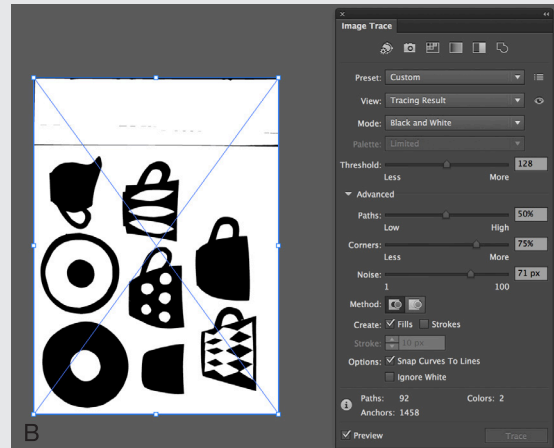 Image Trace
Preset: Custom
View: Tracing Result
Mode: Black and White
Palette: Limited
Threshold: 128
Less More
Advanced
Paths: 50%
Low High
Corners: 75%
Less More
Noise: 71 px
1 100
Method:
Create: Fills Strokes
Stroke: 10 px
Options: Snap Curves To Lines
Ignore White
Paths: 92 Colors: 2
Anchors: 1458
Preview Trace
B